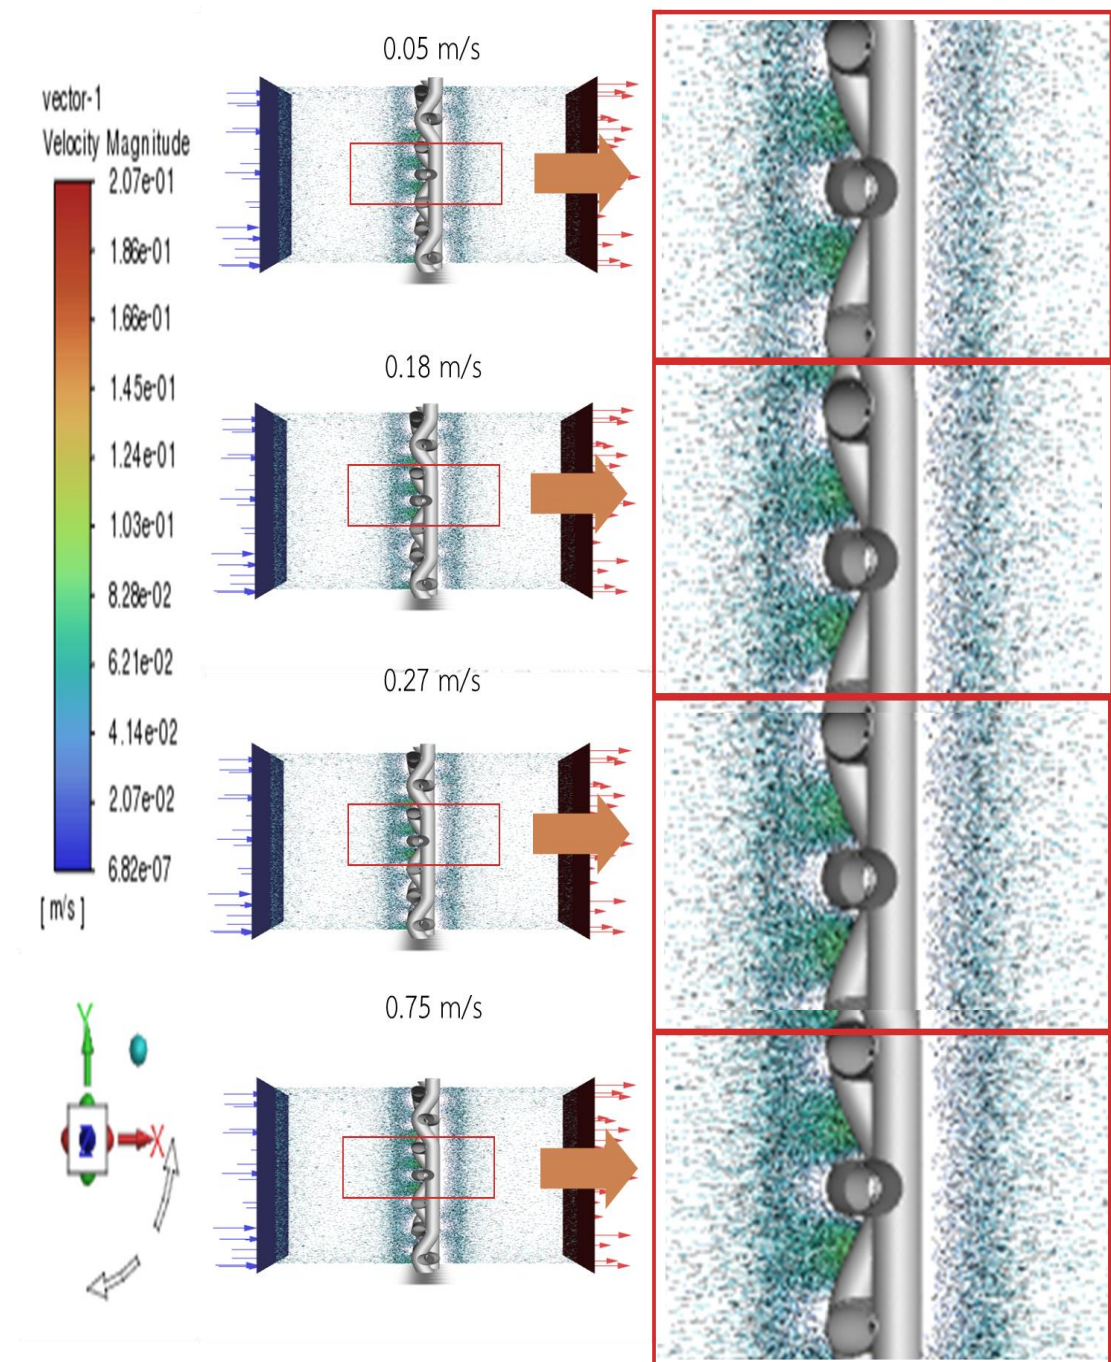 0.05 m/s
vector-1
Velocity Magnitude
2.07e-01
1.86e-01
1.66e-01
1.45e-01
1.24e-01
1.03e-01
8.28e-02
6.21e-02
4.14e-02
2.07e-02
6.82e-07
[ m/s ]
0.18 m/s
0.27 m/s
0.75 m/s
Y
X